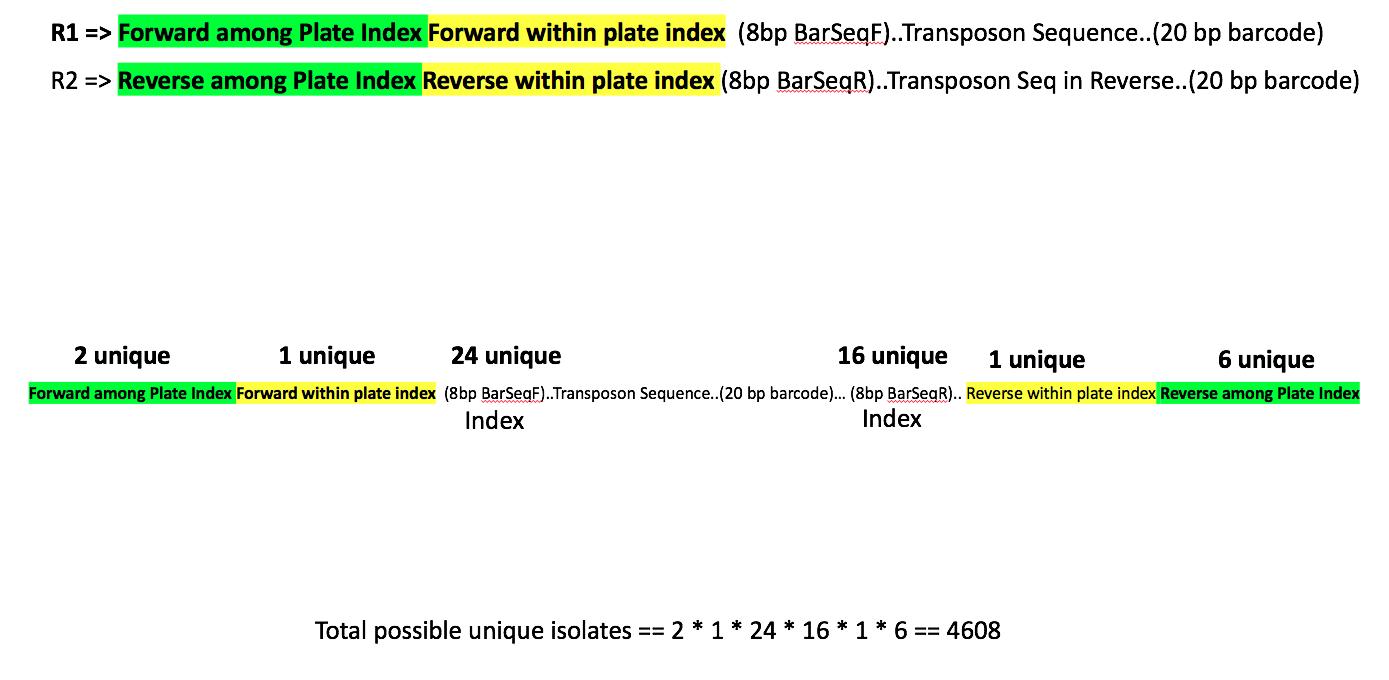 R1 => Forward among Plate Index Forward within plate index (8bp BarSeqF)..Transposon Sequence..(20 bp barcode)
R2 => Reverse among Plate Index Reverse within plate index (8bp BarSeqR)..Transposon Seq in Reverse..(20 bp barcode)
2 unique 1 unique 24 unique 16 unique 1 unique 6 unique
Forward among Plate Index Forward within plate index (8bp BarSeqF)..Transposon Sequence..(20 bp barcode)... (8bp BarSeqR).. Reverse within plate index Reverse among Plate Index
Index Index
Total possible unique isolates == 2 * 1 * 24 * 16 * 1 * 6 == 4608